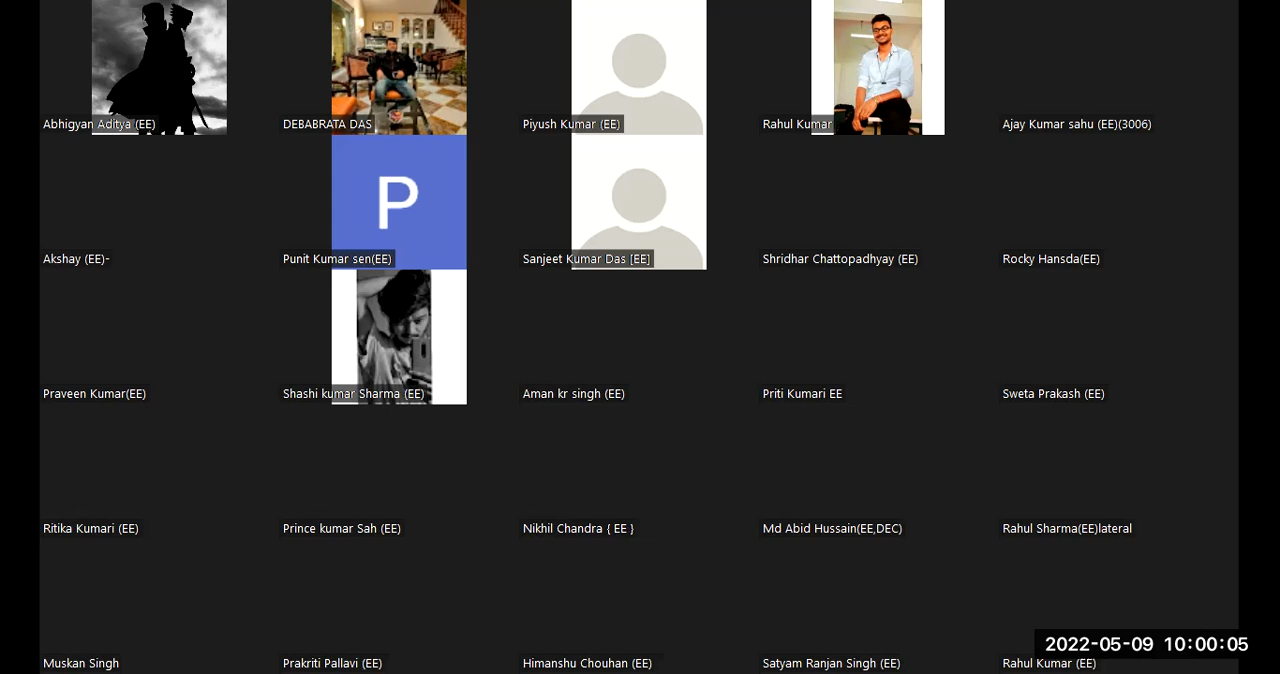 Abhigyan Aditya (EE)
DEBABRATA DAS
Piyush Kumar (EE)
Rahul Kumar
Ajay Kumar sahu (EE)(3006)
P
Akshay (EE)-
Punit Kumar sen(EE)
Sanjeet Kumar Das [EE]
Shridhar Chattopadhyay (EE)
Rocky Hansda(EE)
Praveen Kumar(EE)
Shashi kumar Sharma (EE)
Aman kr singh (EE)
Priti Kumari EE
Sweta Prakash (EE)
Ritika Kumari (EE)
Prince kumar Sah (EE)
Nikhil Chandra { EE }
Md Abid Hussain(EE,DEC)
Rahul Sharma(EE)lateral
2022-05-09 10:00:05
Muskan Singh
Prakriti Pallavi (EE)
Himanshu Chouhan (EE)
Satyam Ranjan Singh (EE)
Rahul Kumar (EE)